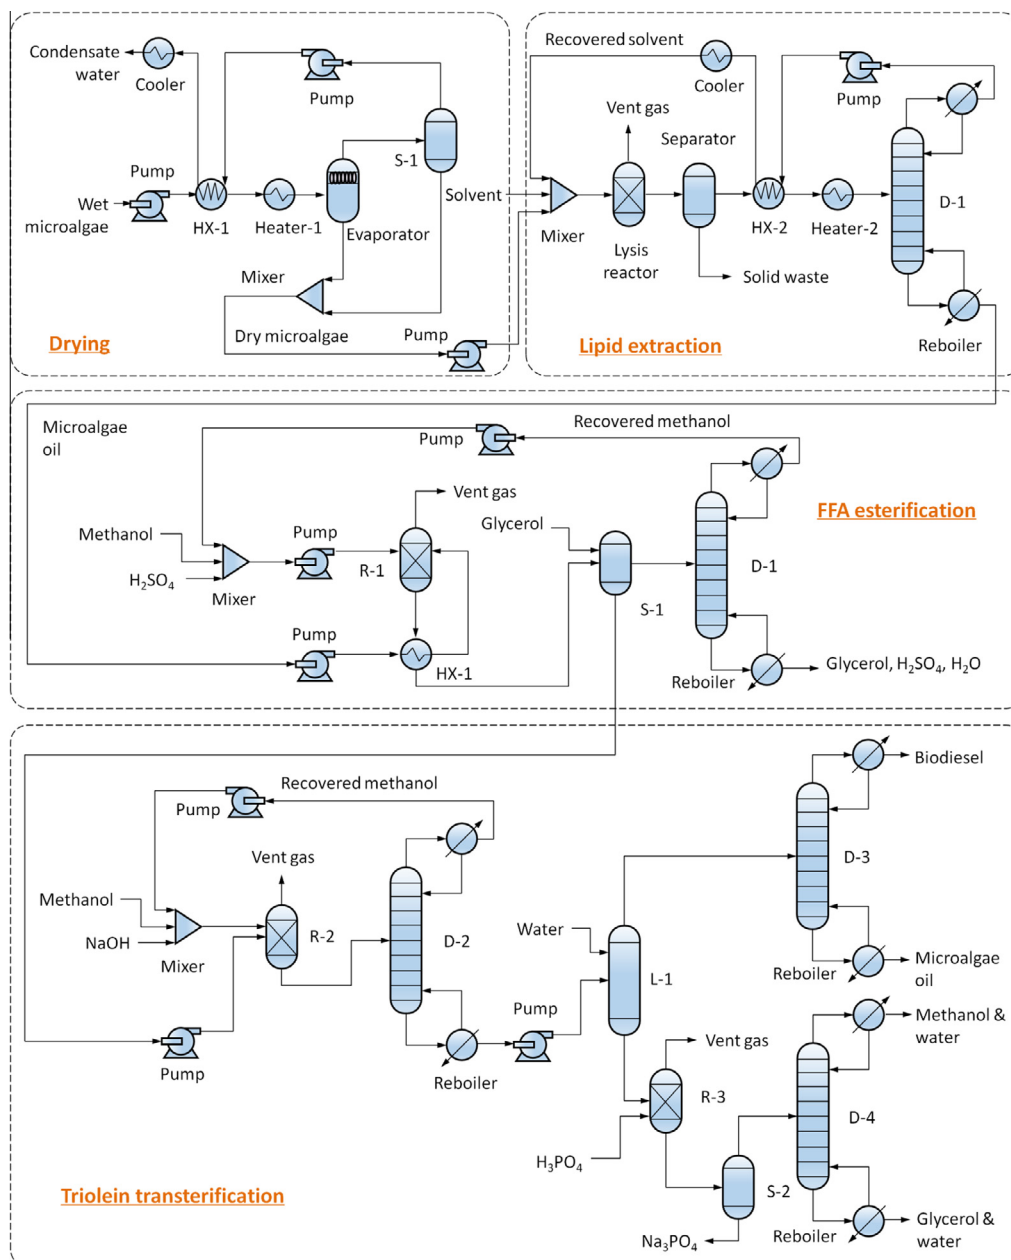 Condensate
water
Cooler
Pump
S-1
Pump
Wet
microalgae
HX-1
Heater-1
Evaporator
Mixer
Dry microalgae
Pump
Drying
Recovered solvent
Cooler
Pump
Vent gas
Separator
Solvent
Mixer
Lysis
reactor
HX-2
Heater-2
D-1
Solid waste
Reboiler
Lipid extraction
Microalgae
oil
Pump
Recovered methanol
Vent gas
Methanol
H₂SO₄
Mixer
Pump
R-1
Glycerol
S-1
D-1
Pump
HX-1
Reboiler
Glycerol, H₂SO₄, H₂O
FFA esterification
Pump
Recovered methanol
Vent gas
Methanol
NaOH
Mixer
R-2
D-2
Pump
Reboiler
Pump
Water
L-1
Biodiesel
D-3
Reboiler
Microalgae
oil
Vent gas
R-3
H₃PO₄
S-2
Na₃PO₄
Methanol &
water
D-4
Reboiler
Glycerol &
water
Triolein transterification